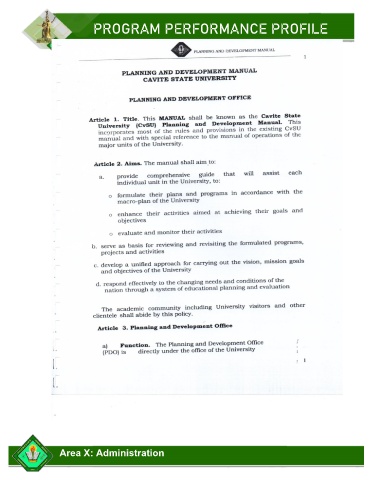 PROGRAM PERFORMANCE PROFILE
PLANNING AND DEVELOPMENT MANUAL
1
PLANNING AND DEVELOPMENT MANUAL
CAVITE STATE UNIVERSITY
PLANNING AND DEVELOPMENT OFFICE
Article 1. Title. This MANUAL shall be known as the Cavite State
University (CvSU) Planning and Development Manual. This
incorporates most of the rules and provisions in the existing CvSU
manual and with special reference to the manual of operations of the
major units of the University.
Article 2. Aims. The manual shall aim to:
a. provide comprehensive guide that will assist each
individual unit in the University, to:
o formulate their plans and programs in accordance with the
macro-plan of the University
o enhance their activities aimed at achieving their goals and
objectives
o evaluate and monitor their activities
b. serve as basis for reviewing and revisiting the formulated programs,
projects and activities
c. develop a unified approach for carrying out the vision, mission goals
and objectives of the University
d. respond effectively to the changing needs and conditions of the
nation through a system of educational planning and evaluation
The academic community including University visitors and other
clientele shall abide by this policy.
Article 3. Planning and Development Office
a) Function. The Planning and Development Office
(PDO) is directly under the office of the University
1
Area X: Administration